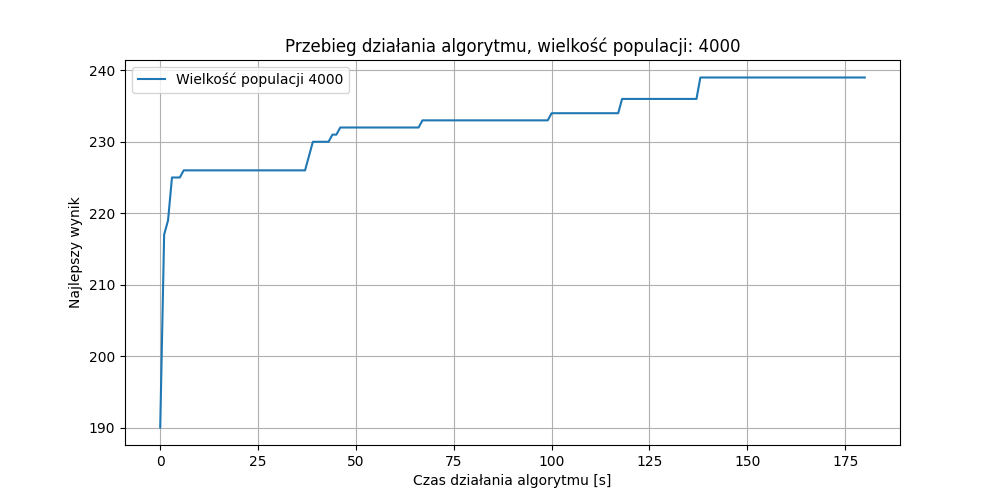 Przebieg działania algorytmu, wielkość populacji: 4000
Wielkość populacji 4000
240
230
220
210
200
190
Najlepszy wynik
0 25 50 75 100 125 150 175
Czas działania algorytmu [s]